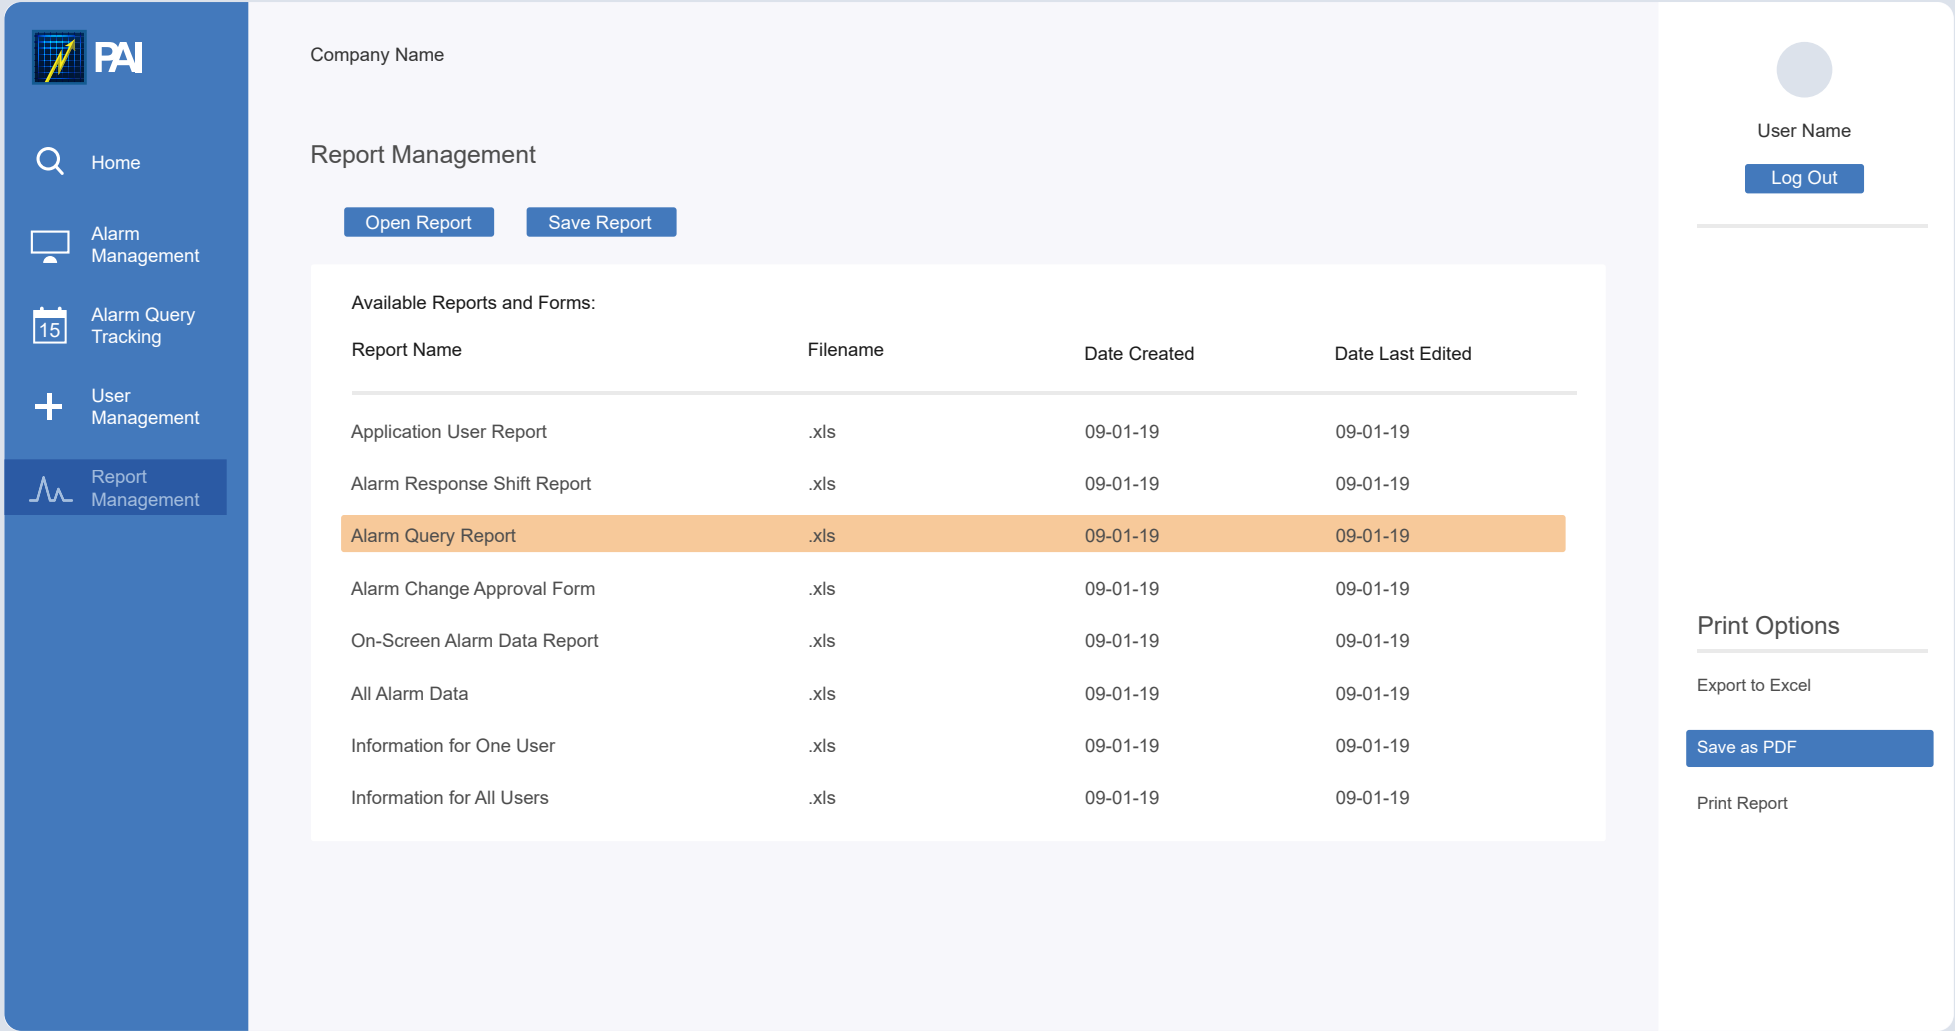 PAI
Home
Alarm
Management
15
Alarm Query
Tracking
User
Management
Report
Management
Company Name
Report Management
Open Report
Save Report
Available Reports and Forms:
Report Name Filename Date Created Date Last Edited
Application User Report .xls 09-01-19 09-01-19
Alarm Response Shift Report .xls 09-01-19 09-01-19
Alarm Query Report .xls 09-01-19 09-01-19
Alarm Change Approval Form .xls 09-01-19 09-01-19
On-Screen Alarm Data Report .xls 09-01-19 09-01-19
All Alarm Data .xls 09-01-19 09-01-19
Information for One User .xls 09-01-19 09-01-19
Information for All Users .xls 09-01-19 09-01-19
User Name
Log Out
Print Options
Export to Excel
Save as PDF
Print Report